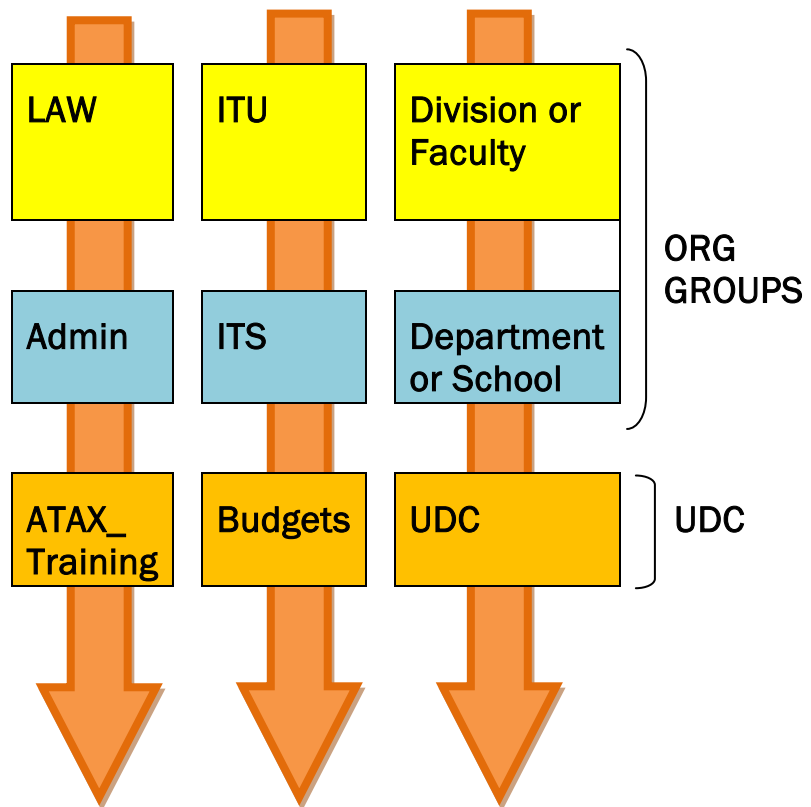 LAW
ITU
Division or
Faculty
ORG
GROUPS
Admin
ITS
Department
or School
ATAX_
Training
Budgets
UDC
UDC